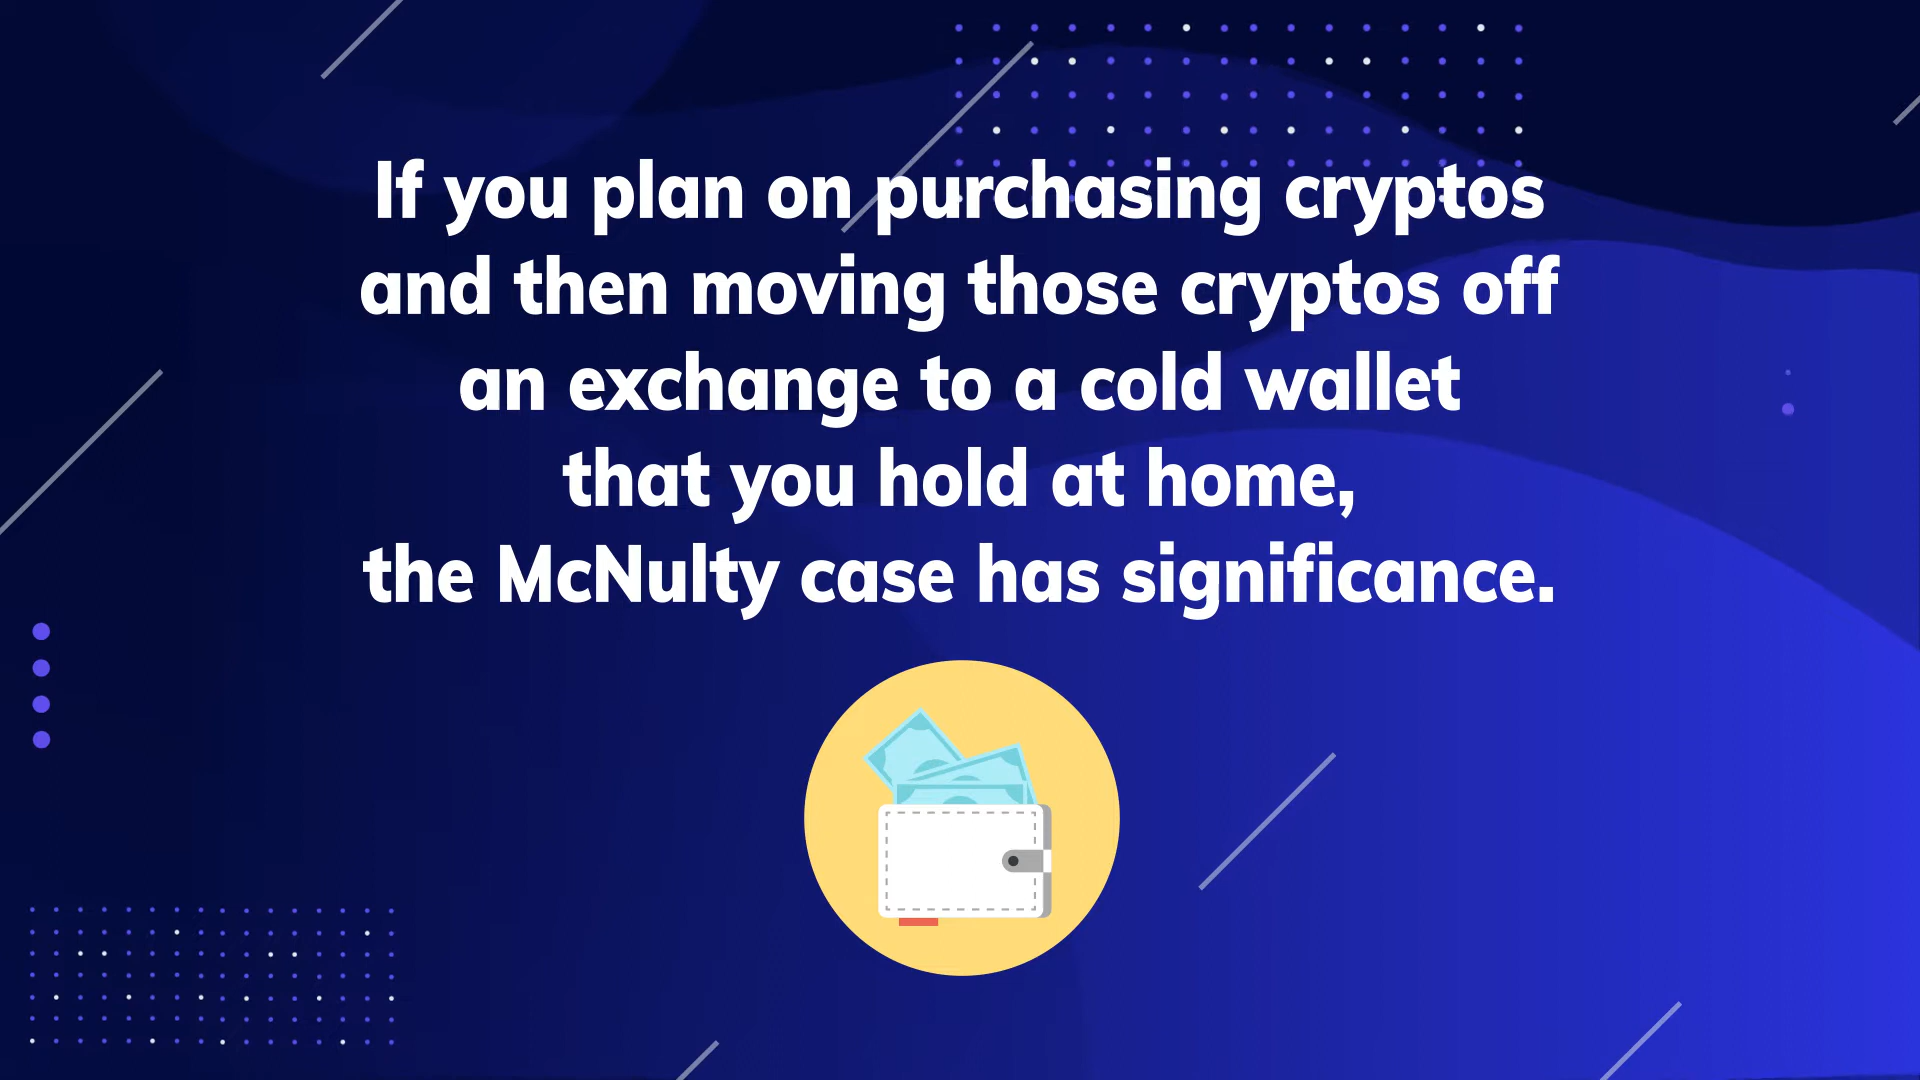 If you plan on purchasing cryptos
and then moving those cryptos off
an exchange to a cold wallet
that you hold at home,
the McNulty case has significance.